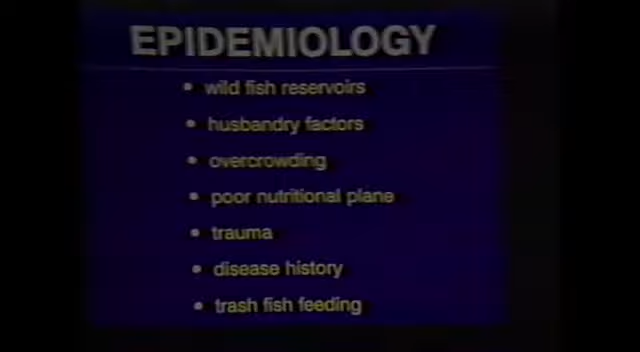 EPIDEMIOLOGY
• wild fish reservoirs
• husbandry factors
• overcrowding
• poor nutritional plane
• trauma
• disease history
• trash fish feeding